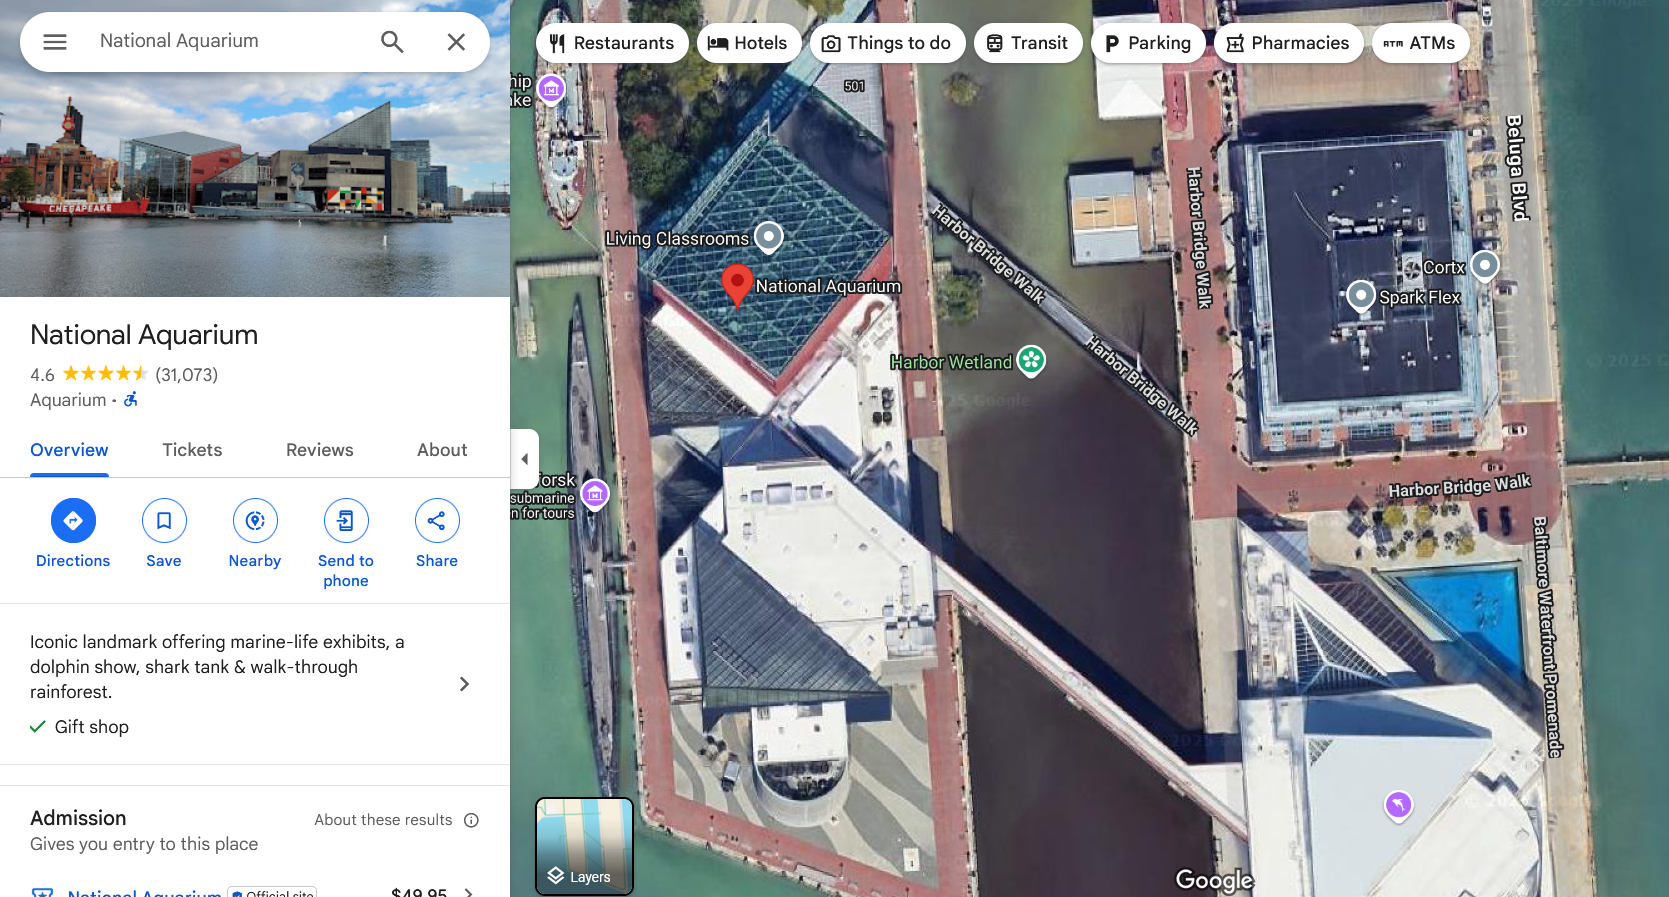 National Aquarium
CHESAPEAKE
National Aquarium
4.6 (31,073)
Aquarium ·
Overview
Tickets
Reviews
About
Directions
Save
Nearby
Send to
phone
Share
Iconic landmark offering marine-life exhibits, a
dolphin show, shark tank & walk-through
rainforest.
Gift shop
Admission
About these results
Gives you entry to this place
National Aquarium
Official site
$49.95
Restaurants
Hotels
Things to do
Transit
Parking
Pharmacies
ATM ATMs
hip
ke
501
Living Classrooms
National Aquarium
Harbor Bridge Walk
Harbor Bridge Walk
Harbor Bridge Walk
Beluga Blvd
Cortx
Spark Flex
Harbor Wetland
Torsk
submarine
n for tours
Harbor Bridge Walk
Baltimore Waterfront Promenade
Layers
Google